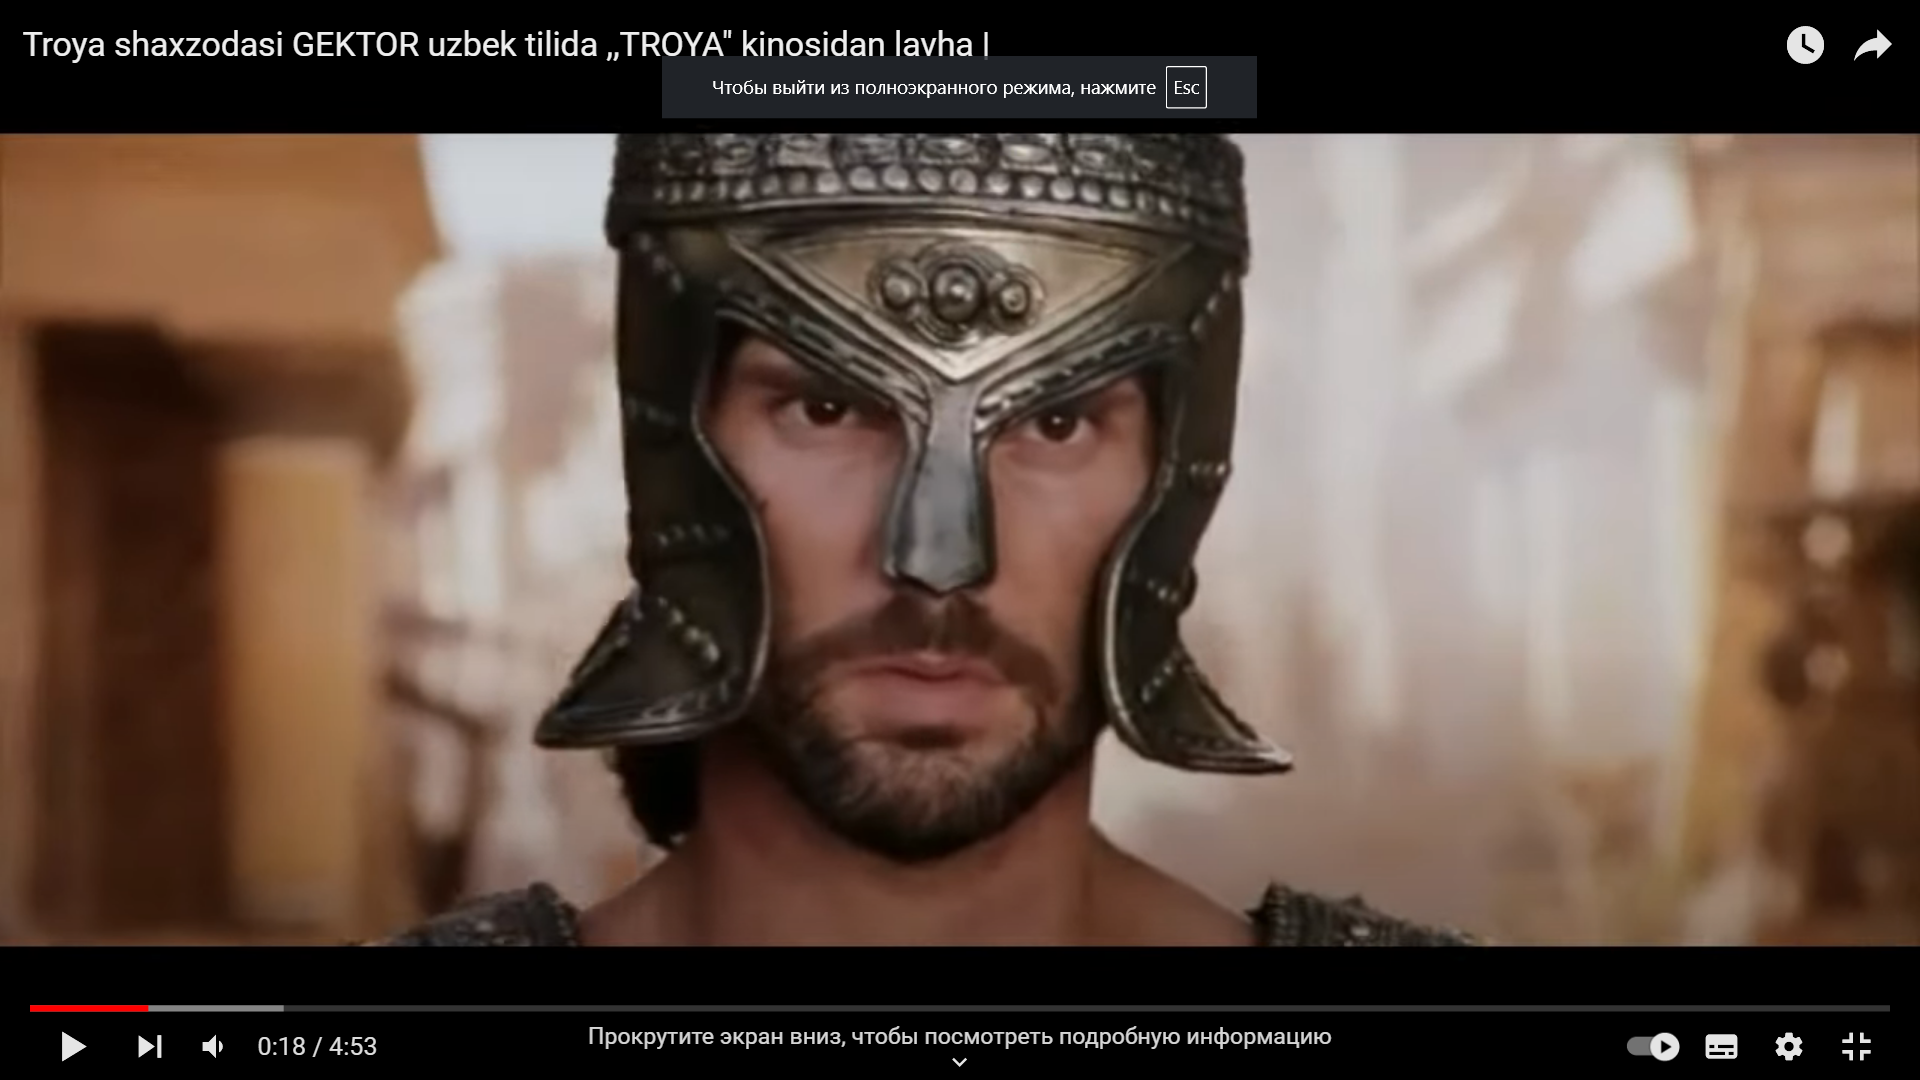 Troya shaxzodasi GEKTOR uzbek tilida ,,TROYA" kinosidan lavha |
Чтобы выйти из полноэкранного режима, нажмите Esc
0:18 / 4:53
Прокрутите экран вниз, чтобы посмотреть подробную информацию